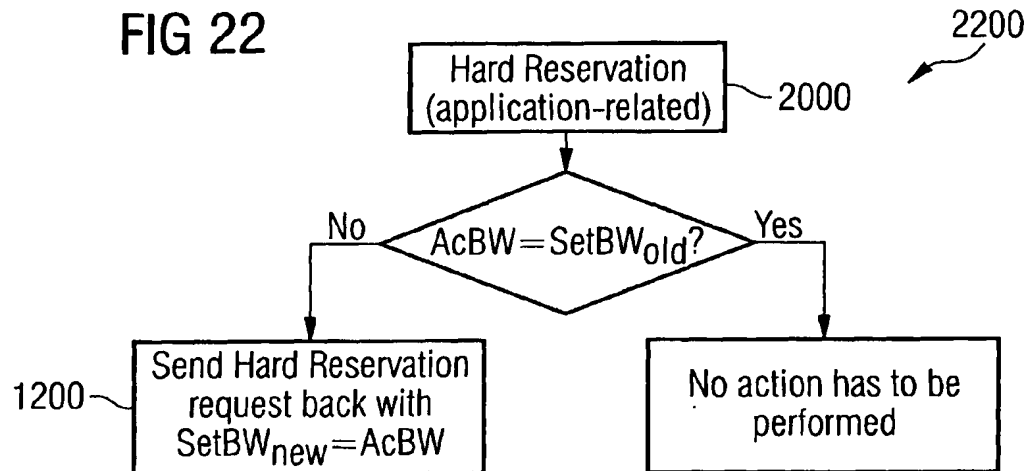 FIG 22
2200
Hard Reservation
(application-related)
2000
No
AcBW=SetBWold?
Yes
1200
Send Hard Reservation
request back with
SetBWnew=AcBW
No action has to be
performed